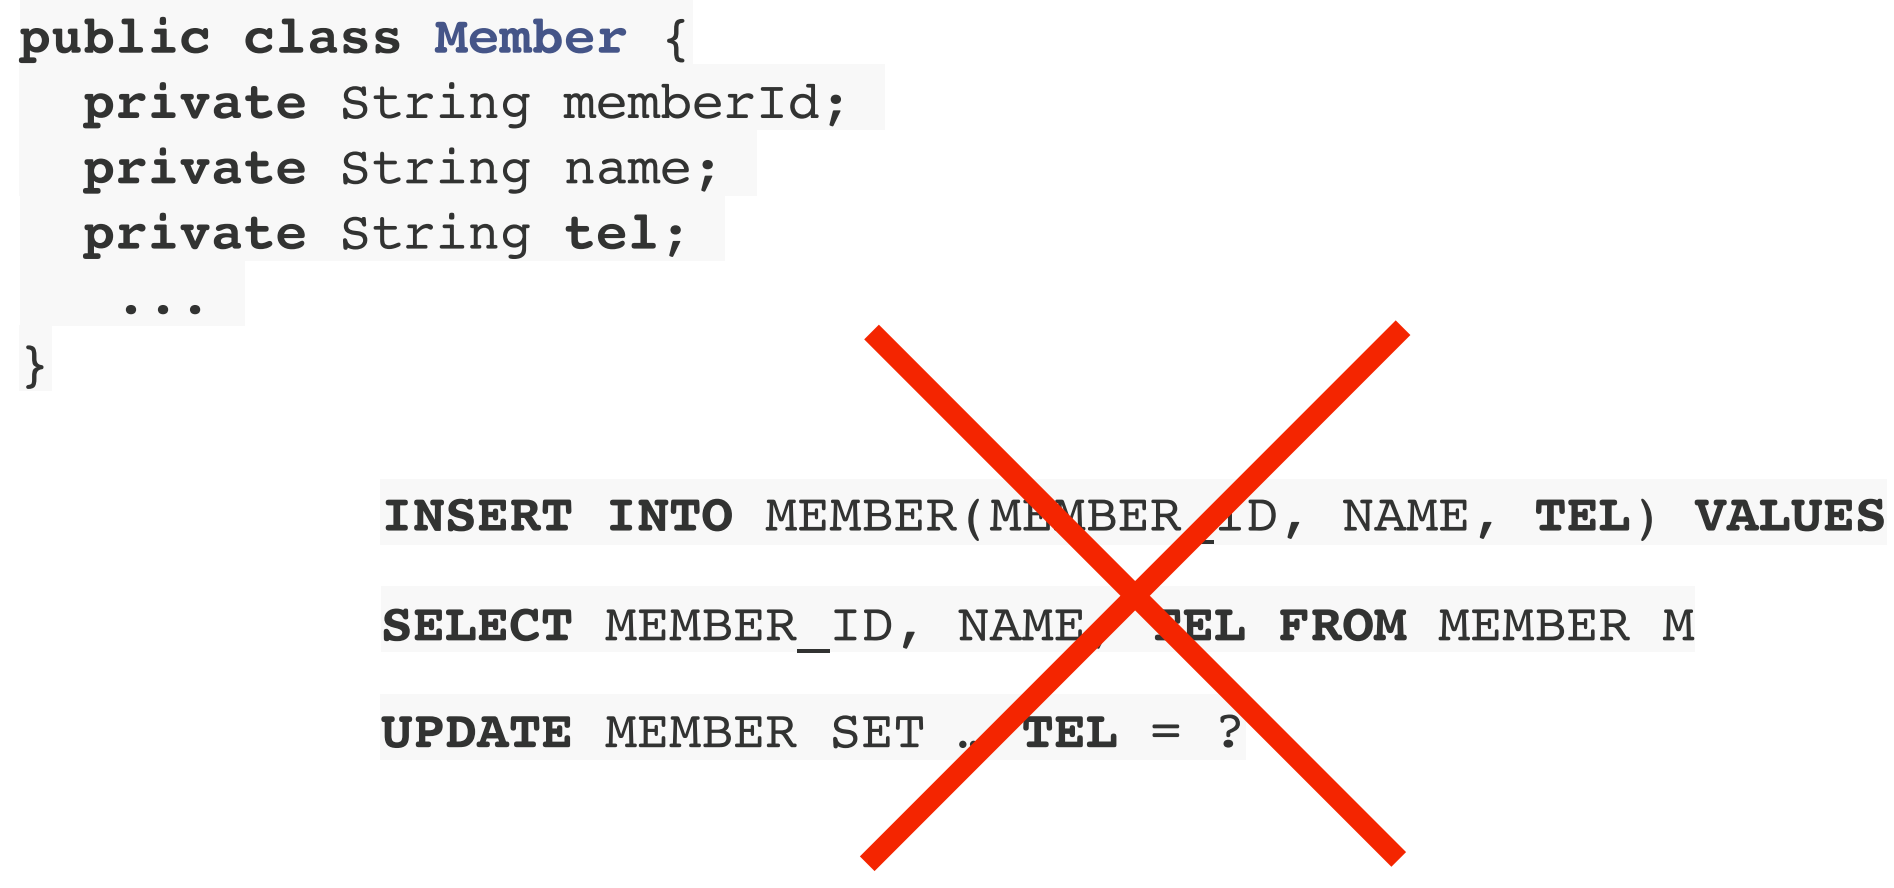 public class Member {
private String memberId;
private String name;
private String tel;
...
}
INSERT INTO MEMBER(MEMBER_ID, NAME, TEL) VALUES
SELECT MEMBER_ID, NAME, TEL FROM MEMBER M
UPDATE MEMBER SET … TEL = ?